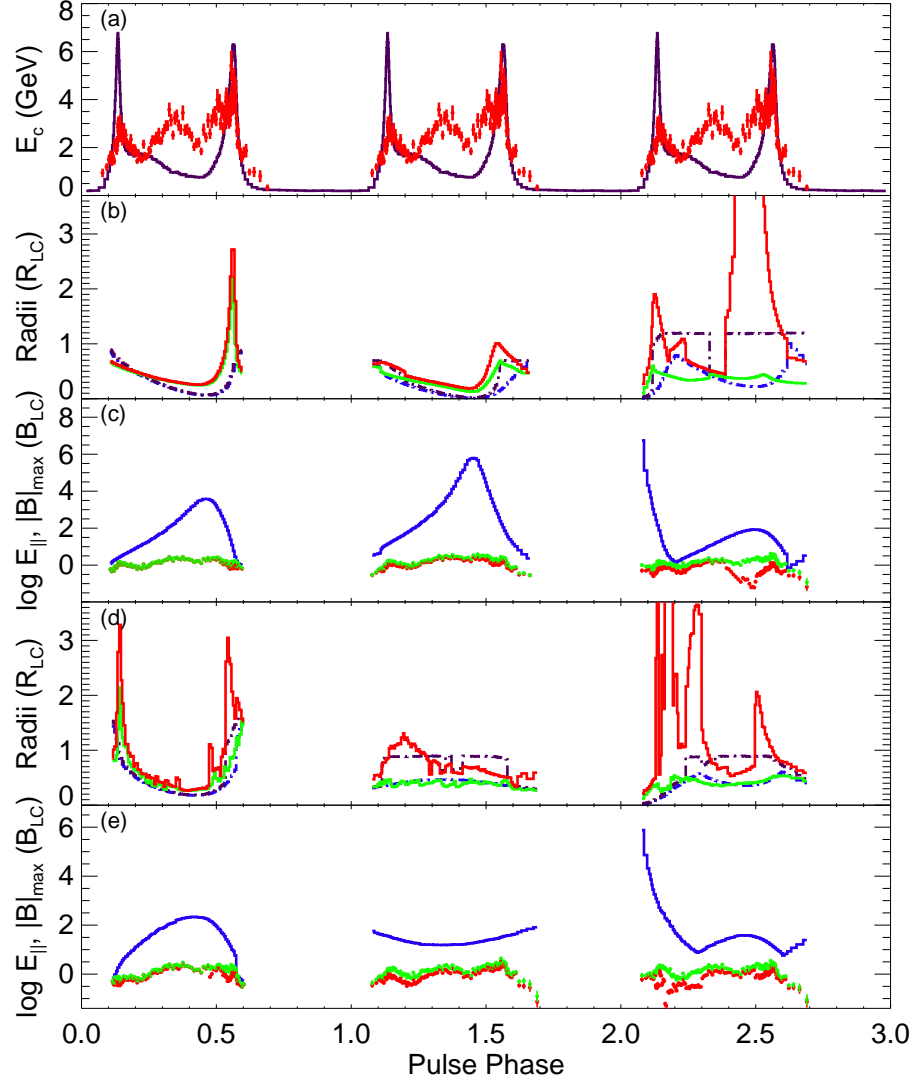 (a)
E_c (GeV)
8
6
4
2
0
(b)
Radii (R_LC)
3
2
1
0
(c)
log E_||, |B|_max (B_LC)
8
6
4
2
0
(d)
Radii (R_LC)
3
2
1
0
(e)
log E_||, |B|_max (B_LC)
6
4
2
0
0.0 0.5 1.0 1.5 2.0 2.5 3.0
Pulse Phase